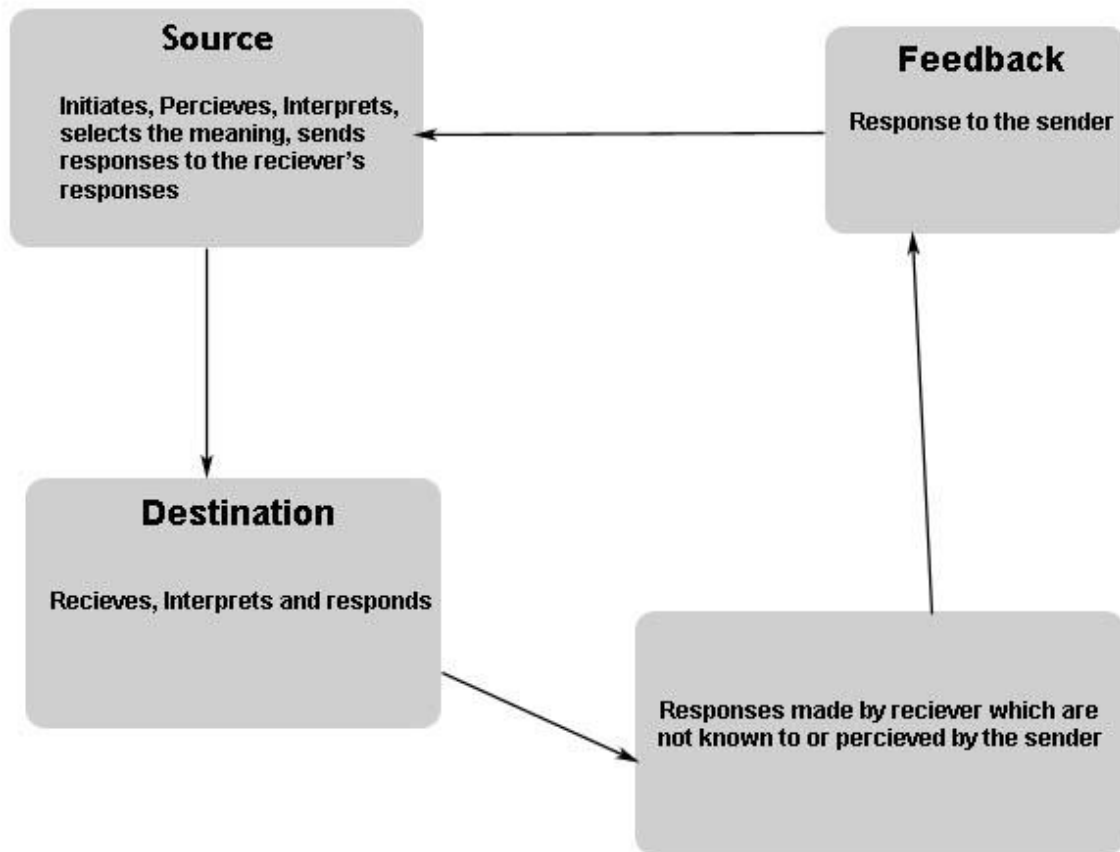 Source
Initiates, Percieves, Interprets,
selects the meaning, sends
responses to the reciever's
responses
Feedback
Response to the sender
Destination
Recieves, Interprets and responds
Responses made by reciever which are
not known to or percieved by the sender